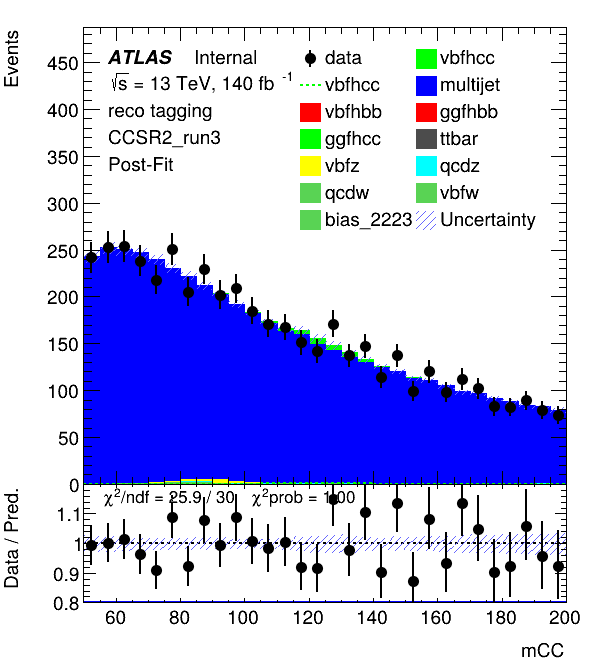 Events
450
400
350
300
250
200
150
100
50
0
ATLAS Internal
√s = 13 TeV, 140 fb -1
reco tagging
CCSR2_run3
Post-Fit
data
vbfhcc
vbfhcc
multijet
vbfhbb
ggfhbb
ggfhcc
ttbar
vbfz
qcdz
qcdw
vbfw
bias_2223
Uncertainty
χ²/ndf = 25.9 / 30 χ²prob = 1.00
Data / Pred.
1.1
1
0.9
0.8
60 80 100 120 140 160 180 200
mCC